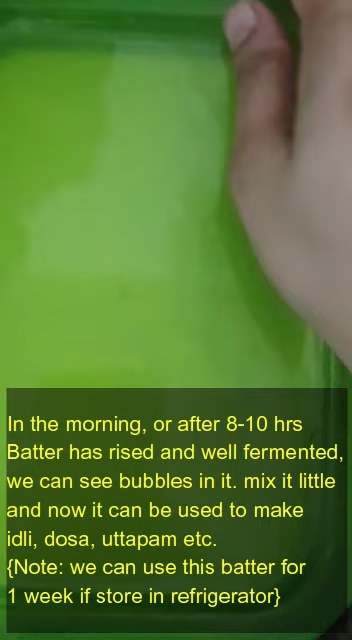 In the morning, or after 8-10 hrs
Batter has rised and well fermented,
we can see bubbles in it. mix it little
and now it can be used to make
idli, dosa, uttapam etc.
{Note: we can use this batter for
1 week if store in refrigerator}